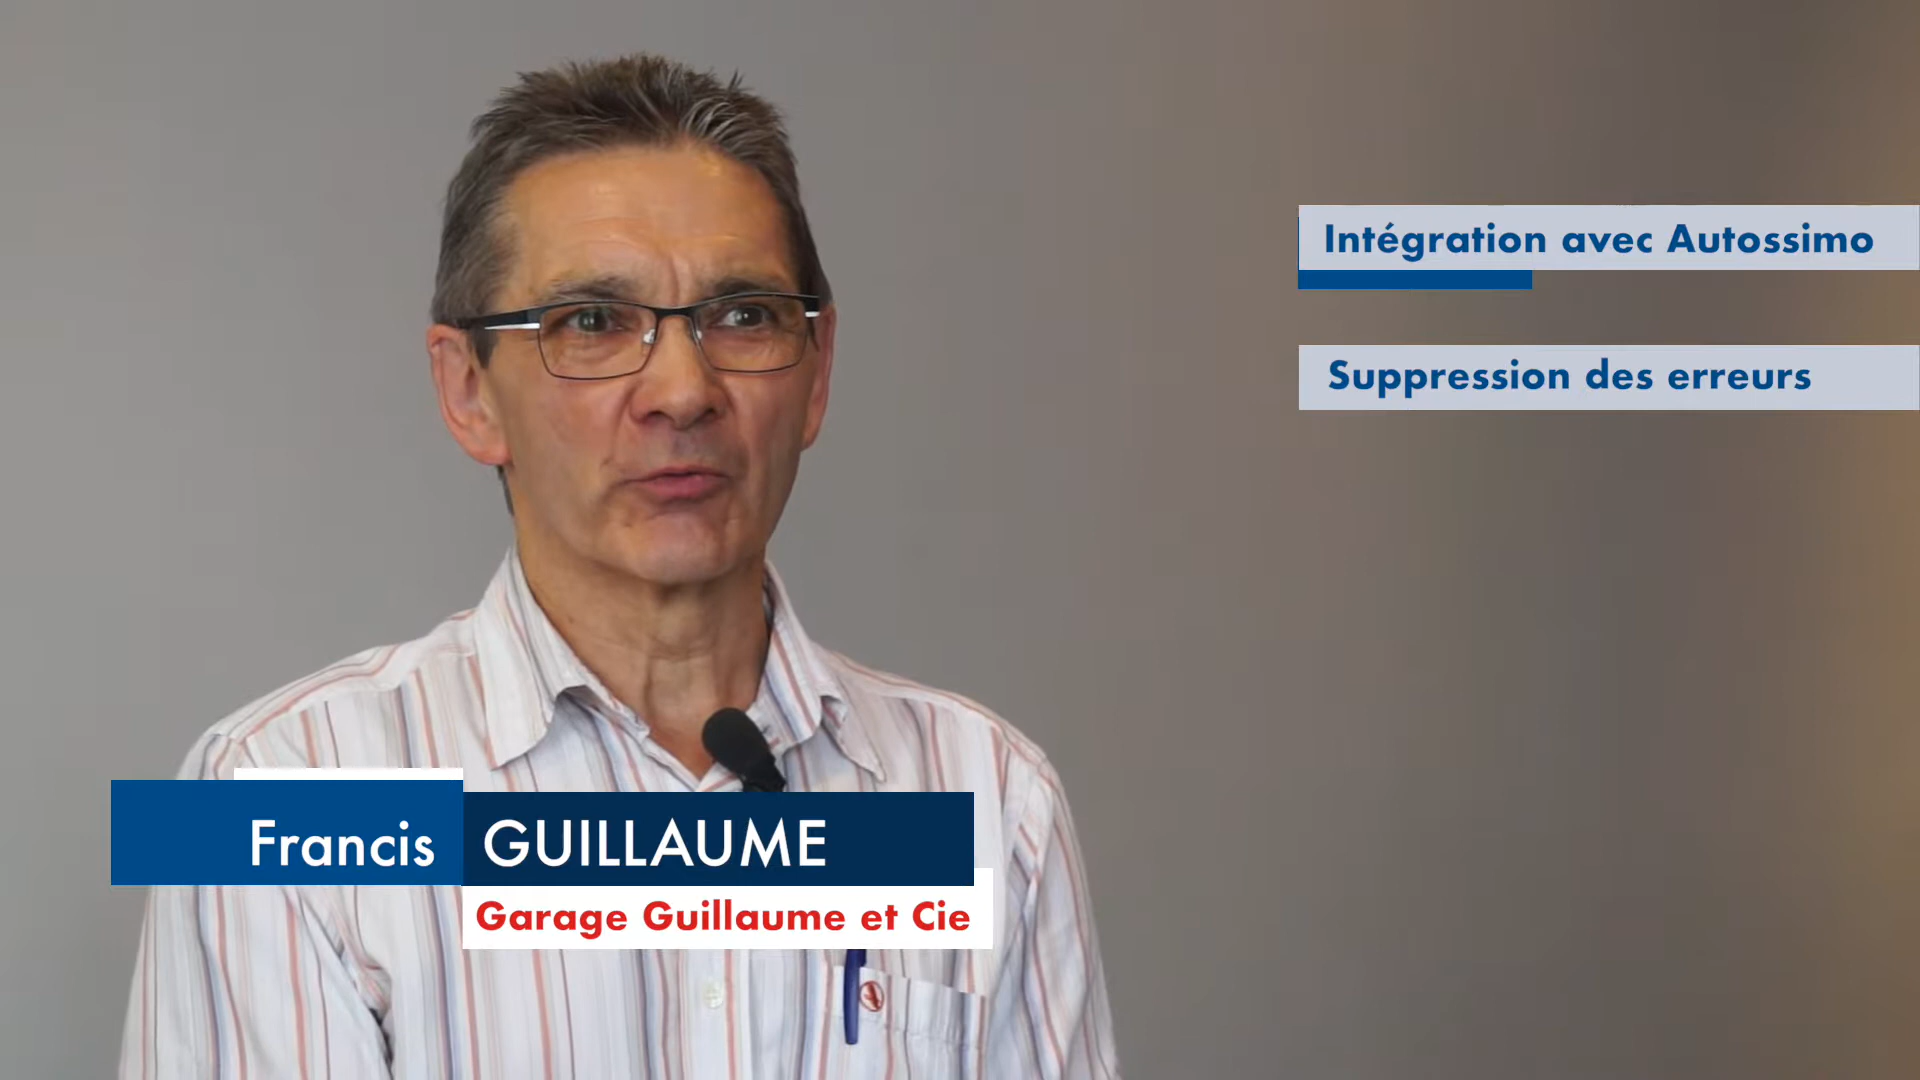 Intégration avec Autossimo
Suppression des erreurs
Francis GUILLAUME
Garage Guillaume et Cie